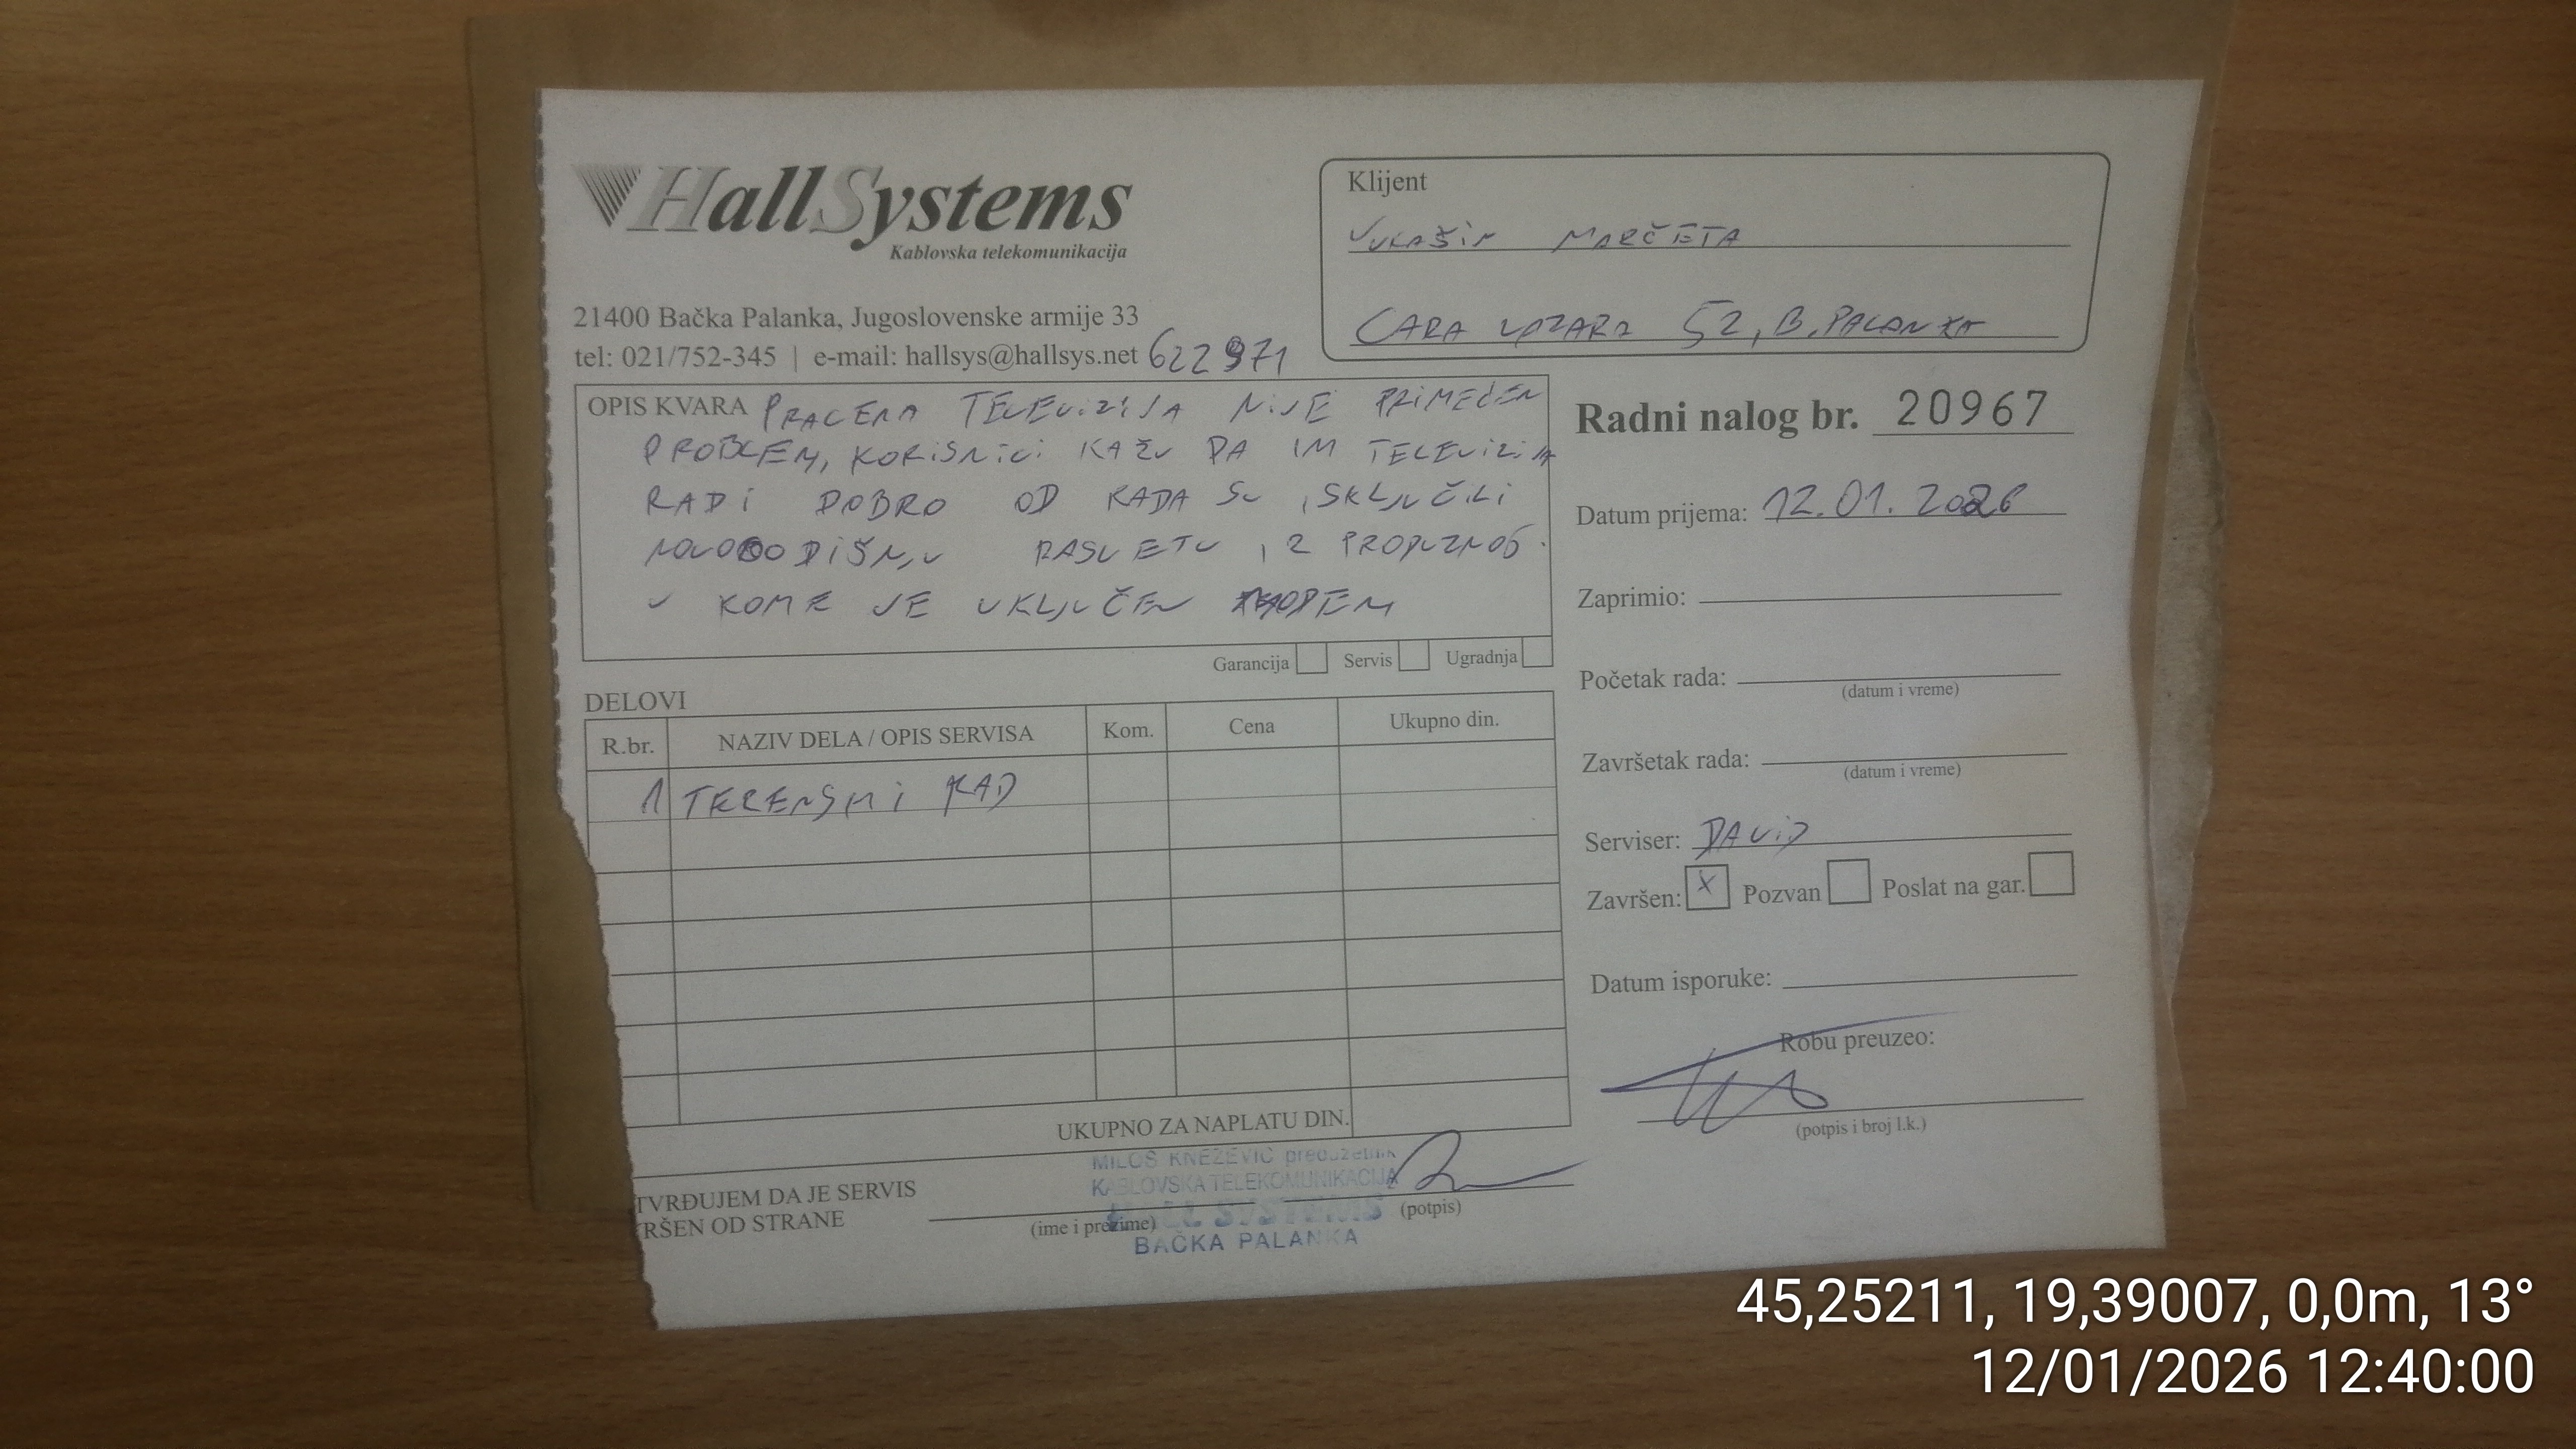 HallSystems
Kablovska telekomunikacija
21400 Bačka Palanka, Jugoslovenske armije 33
tel: 021/752-345 | e-mail: hallsys@hallsys.net 622971
Klijent
VUKAŠIN MARČETA
CARA LAZARA 52, B. PALANKA
OPIS KVARA PRAĆENA TELEVIZIJA NIJE PRIMEĆEN
PROBLEM, KORISNICI KAŽU DA IM TELEVIZIJA
RADI DOBRO OD KADA SU ISKLJUČILI
NOVOGODIŠNJU RASVETU IZ PRODUŽNOG
U KOME JE UKLJUČEN MODEM
Garancija Servis Ugradnja
Radni nalog br. 20967
Datum prijema: 12.01.2026
Zaprimio:
Početak rada:
(datum i vreme)
Završetak rada:
(datum i vreme)
Serviser: DAVID
Završen: X Pozvan Poslat na gar.
Datum isporuke:
Robu preuzeo:
(potpis i broj l.k.)
DELOVI
R.br. NAZIV DELA / OPIS SERVISA Kom. Cena Ukupno din.
1 TERENSKI RAD
UKUPNO ZA NAPLATU DIN.
MILOŠ KNEŽEVIĆ preduzetnik
KABLOVSKA TELEKOMUNIKACIJA
HALL SYSTEMS
BAČKA PALANKA
TVRĐUJEM DA JE SERVIS
RŠEN OD STRANE
(ime i prezime)
(potpis)
45,25211, 19,39007, 0,0m, 13°
12/01/2026 12:40:00